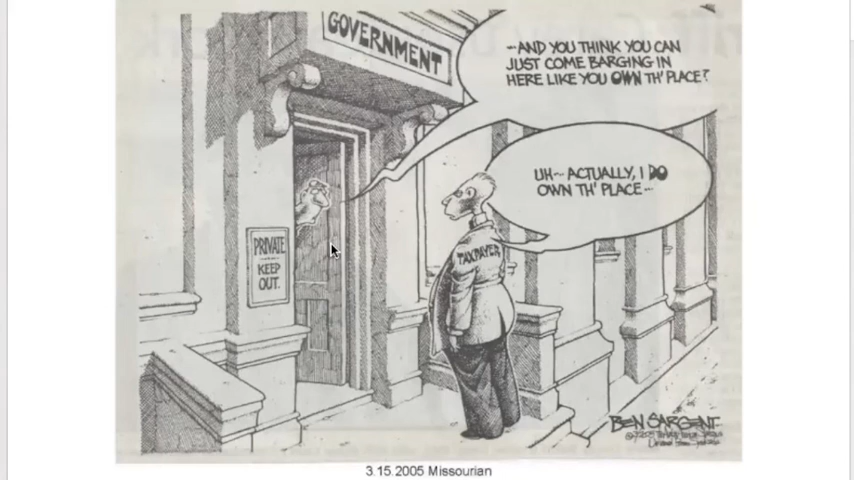 GOVERNMENT
--AND YOU THINK YOU CAN
JUST COME BARGING IN
HERE LIKE YOU OWN TH' PLACE?
UH-- ACTUALLY, I DO
OWN TH' PLACE--
PRIVATE
KEEP
OUT.
TAXPAYER
BEN SARGENT
3.15.2005 Missourian